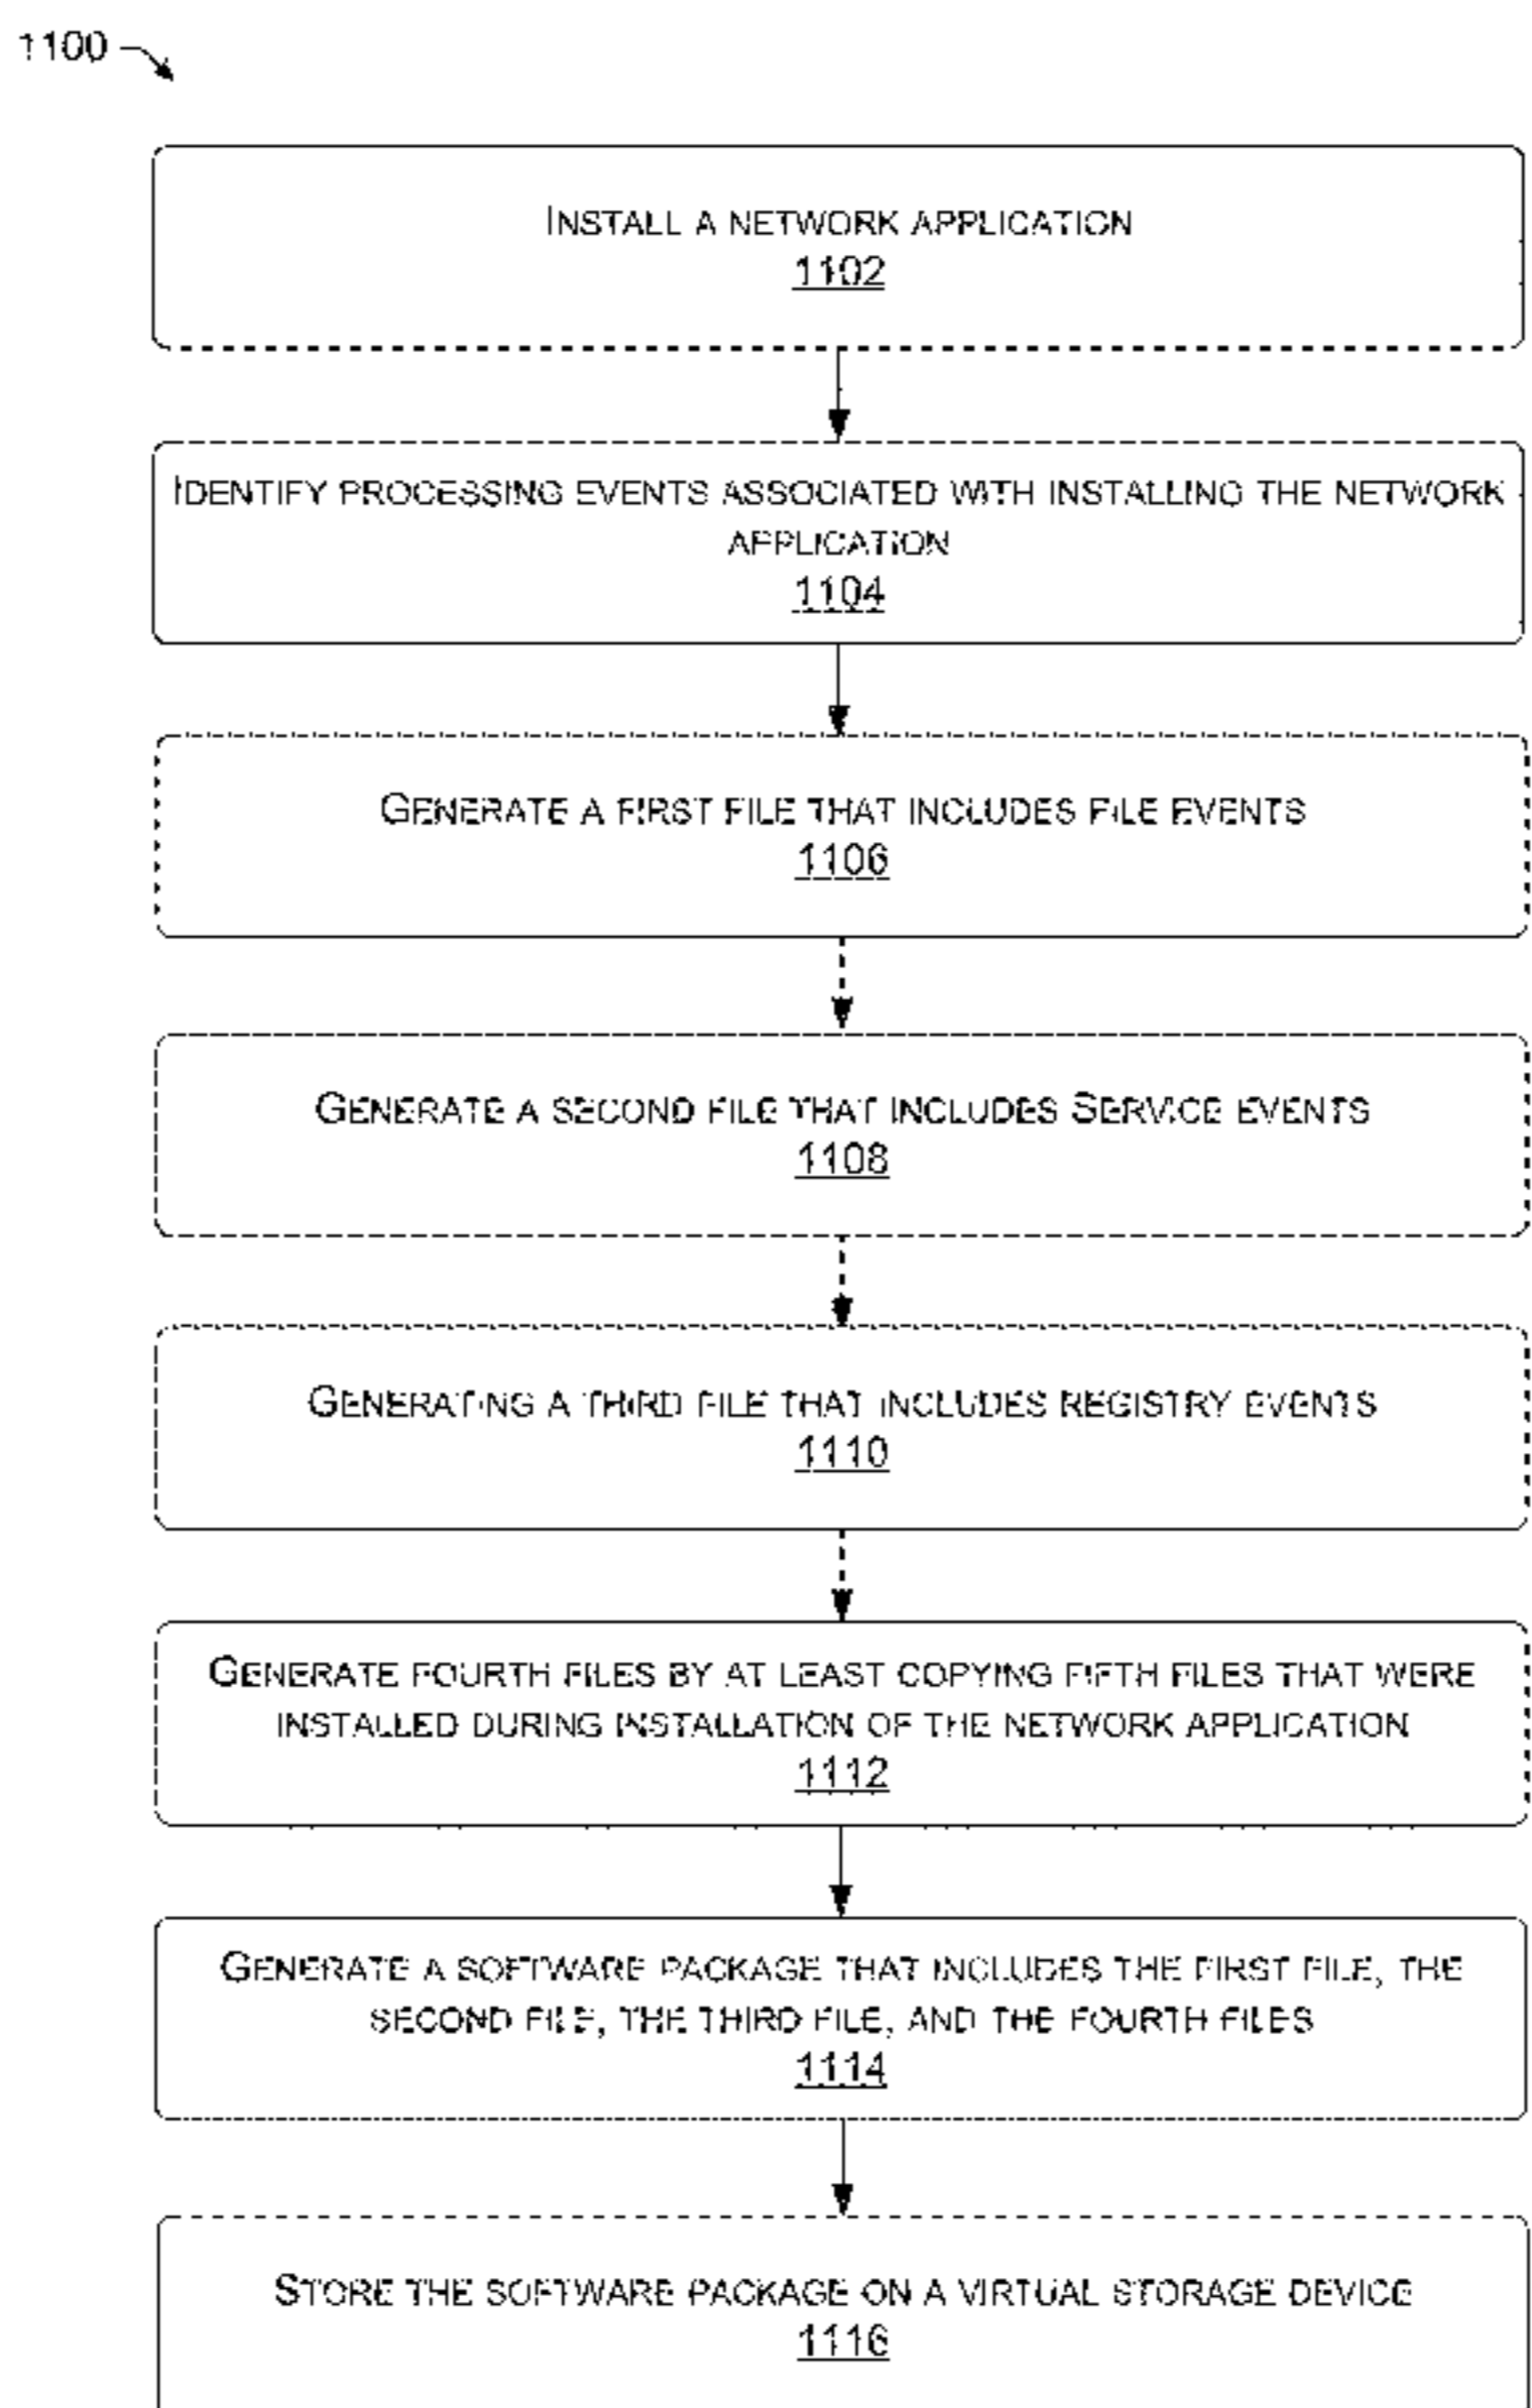 1100
INSTALL A NETWORK APPLICATION
1102
IDENTIFY PROCESSING EVENTS ASSOCIATED WITH INSTALLING THE NETWORK
APPLICATION
1104
GENERATE A FIRST FILE THAT INCLUDES FILE EVENTS
1106
GENERATE A SECOND FILE THAT INCLUDES SERVICE EVENTS
1108
GENERATING A THIRD FILE THAT INCLUDES REGISTRY EVENTS
1110
GENERATE FOURTH FILES BY AT LEAST COPYING FIFTH FILES THAT WERE
INSTALLED DURING INSTALLATION OF THE NETWORK APPLICATION
1112
GENERATE A SOFTWARE PACKAGE THAT INCLUDES THE FIRST FILE, THE
SECOND FILE, THE THIRD FILE, AND THE FOURTH FILES
1114
STORE THE SOFTWARE PACKAGE ON A VIRTUAL STORAGE DEVICE
1116